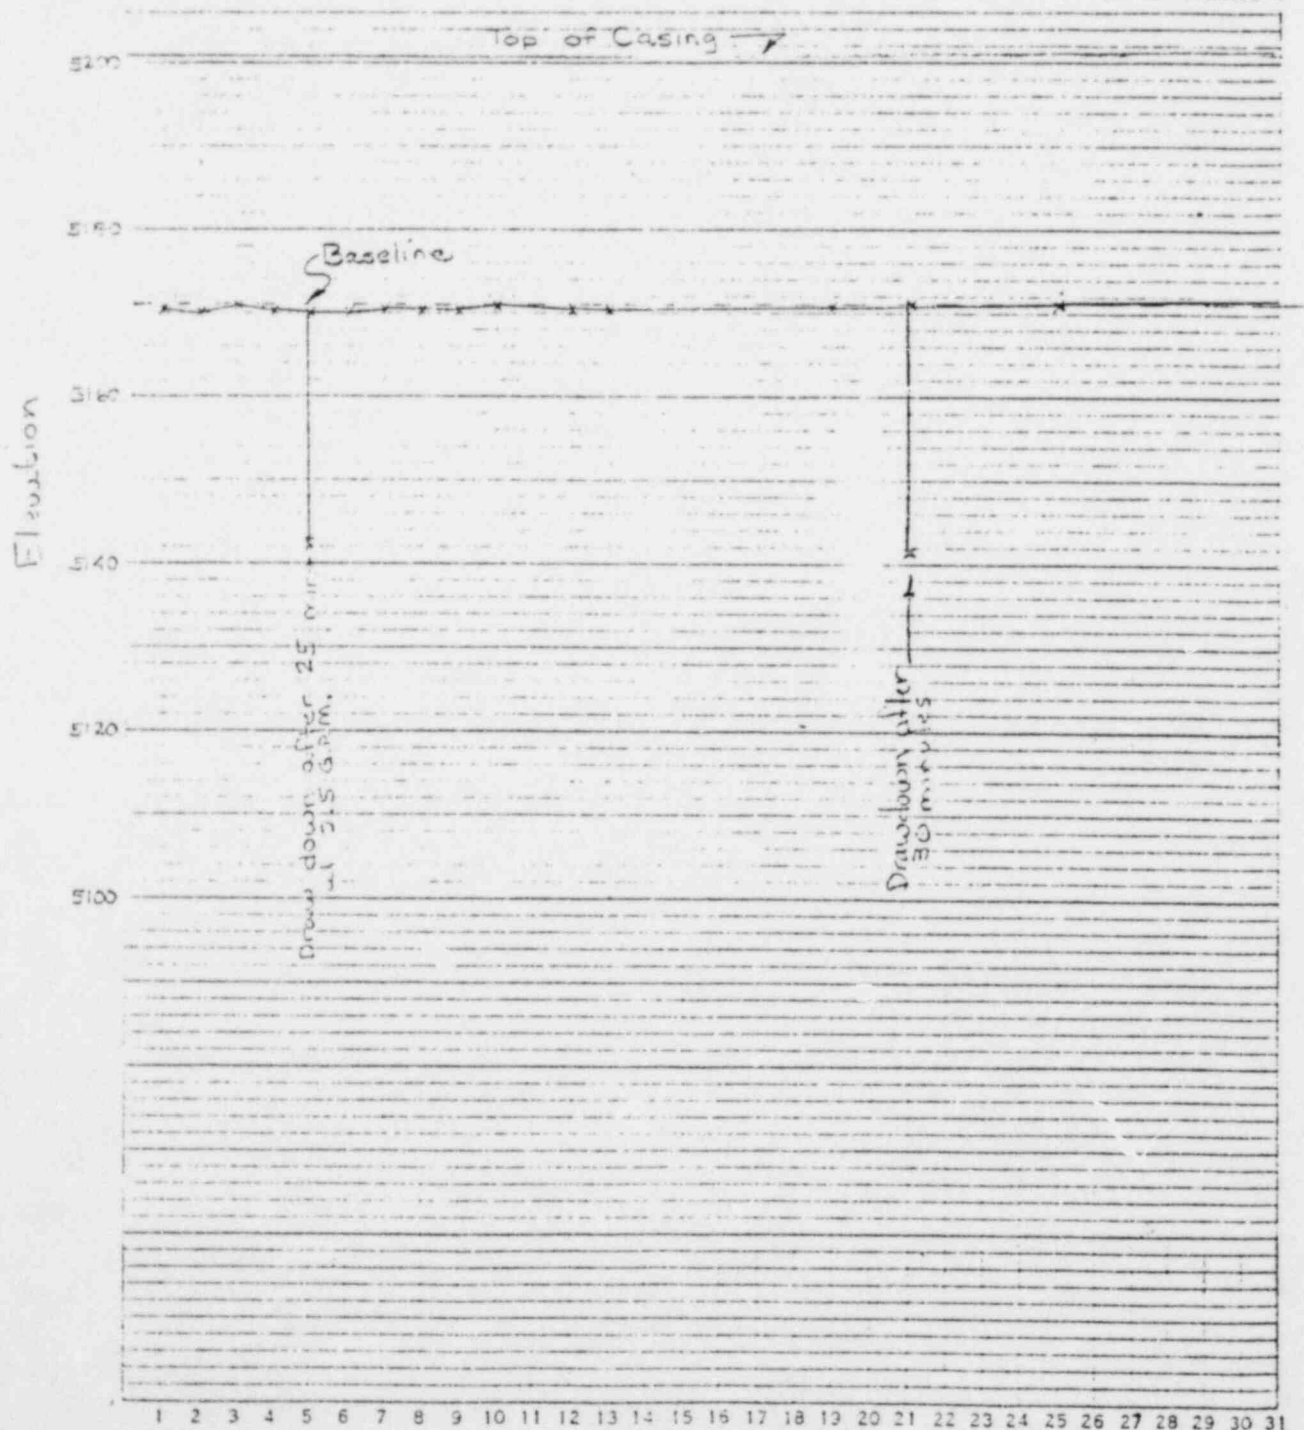 Top of Casing
5200
5180
Baseline
5160
Elevation
5140
5120
5100
Draw down after 25 min
G.P.M.
Drawdown after
30 minutes
1 2 3 4 5 6 7 8 9 10 11 12 13 14 15 16 17 18 19 20 21 22 23 24 25 26 27 28 29 30 31